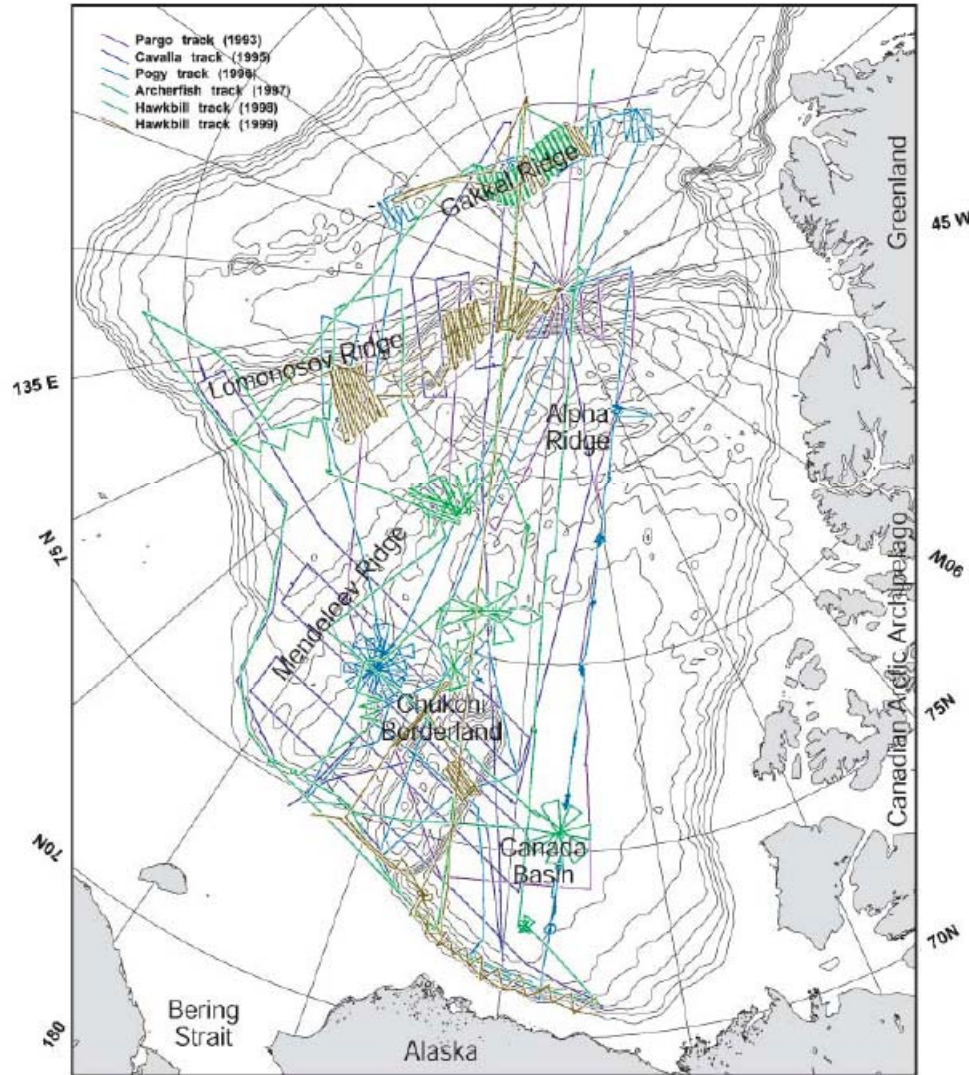 Pargo track (1993)
Cavalla track (1995)
Pogy track (1996)
Archerfish track (1997)
Hawkbill track (1998)
Hawkbill track (1999)
Gakkel Ridge
Greenland
45 W
Lomonosov Ridge
135 E
Alpha
Ridge
75 N
90W
Mendeleev Ridge
Canadian Arctic Archipelago
Chukchi
Borderland
75N
70N
Canada
Basin
70N
Bering
Strait
180
Alaska